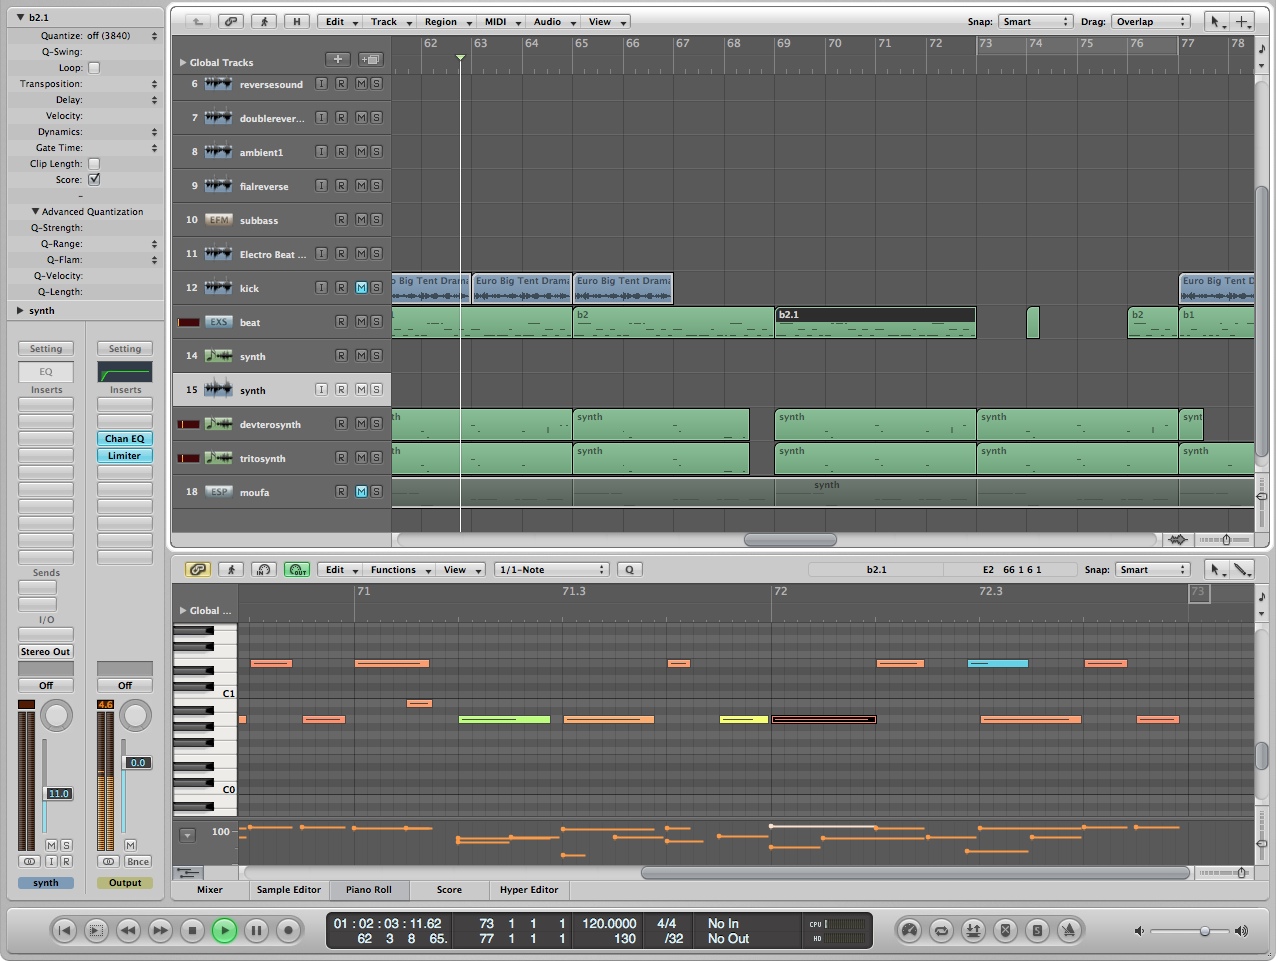 b2.1
Quantize: off (3840)
Q-Swing:
Loop:
Transposition:
Delay:
Velocity:
Dynamics:
Gate Time:
Clip Length:
Score:
–
Advanced Quantization
Q-Strength:
Q-Range:
Q-Flam:
Q-Velocity:
Q-Length:
synth
Setting Setting
EQ
Inserts Inserts
Chan EQ
Limiter
Sends
I/O
Stereo Out
Off Off
4.6
0.0
11.0
M S M
I R Bnce
synth Output
H Edit Track Region MIDI Audio View Snap: Smart Drag: Overlap
62 63 64 65 66 67 68 69 70 71 72 73 74 75 76 77 78
Global Tracks
6 reversesound I R M S
7 doublerever... I R M S
8 ambient1 I R M S
9 fialreverse I R M S
10 EFM subbass R M S
11 Electro Beat ... I R M S
12 kick I R M S o Big Tent Drama Euro Big Tent Drama Euro Big Tent Drama Euro Big Tent
EXS beat R M S b2 b2.1 b2 b1
14 synth R M S
15 synth I R M S
devterosynth R M S th synth synth synth synt
tritosynth R M S th synth synth synth synth
18 ESP moufa R M S synth
IN OUT Edit Functions View 1/1-Note Q b2.1 E2 66 1 6 1 Snap: Smart
71 71.3 72 72.3 73
Global ...
C1
C0
100
Mixer Sample Editor Piano Roll Score Hyper Editor
01 : 02 : 03 : 11.62 73 1 1 1 120.0000 4/4 No In CPU
62 3 8 65. 77 1 1 1 130 /32 No Out HD
S